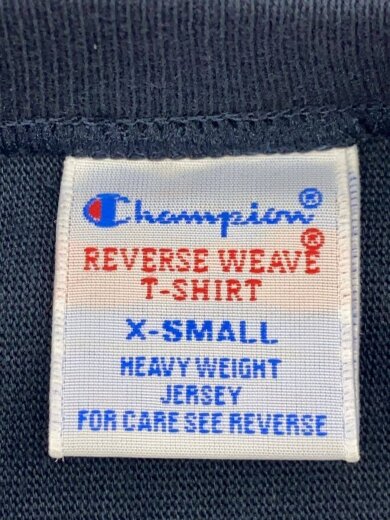 Champion®
REVERSE WEAVE®
T-SHIRT
X-SMALL
HEAVY WEIGHT
JERSEY
FOR CARE SEE REVERSE